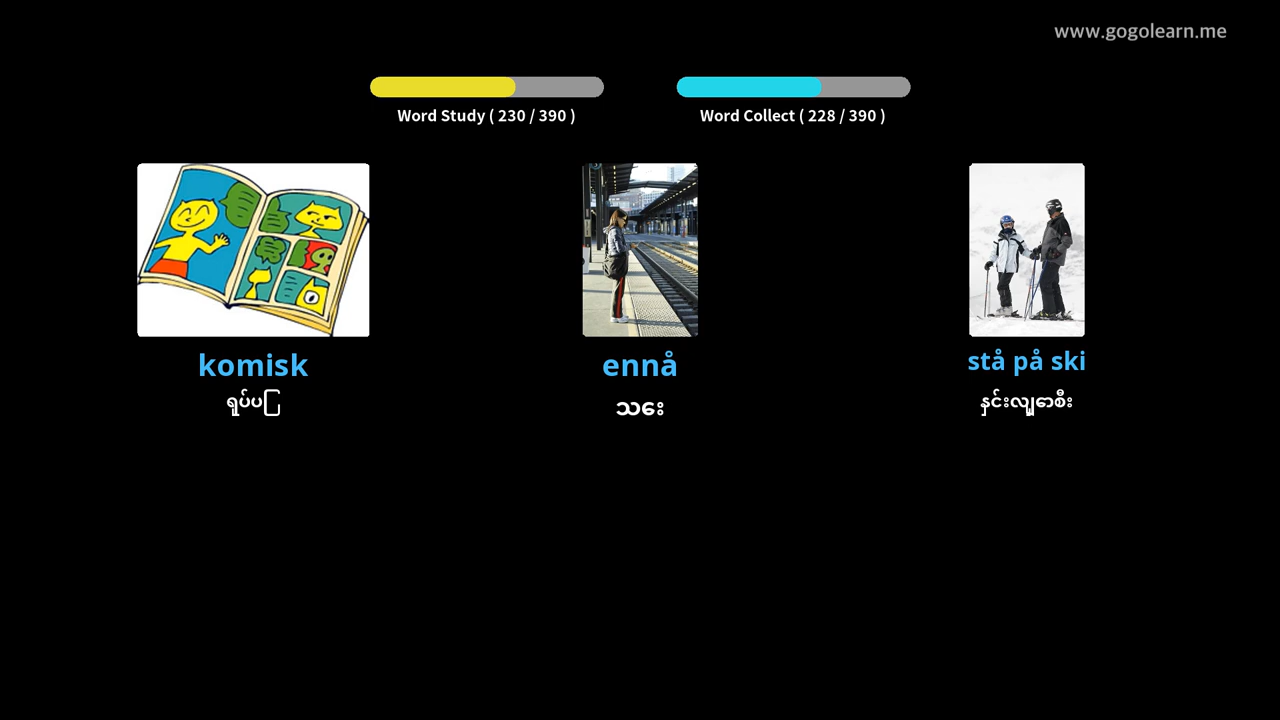 www.gogolearn.me
Word Study ( 230 / 390 )
Word Collect ( 228 / 390 )
komisk
ennå
stå på ski
ရုပ်ပြ
သေး
နှင်းလျှောစီး